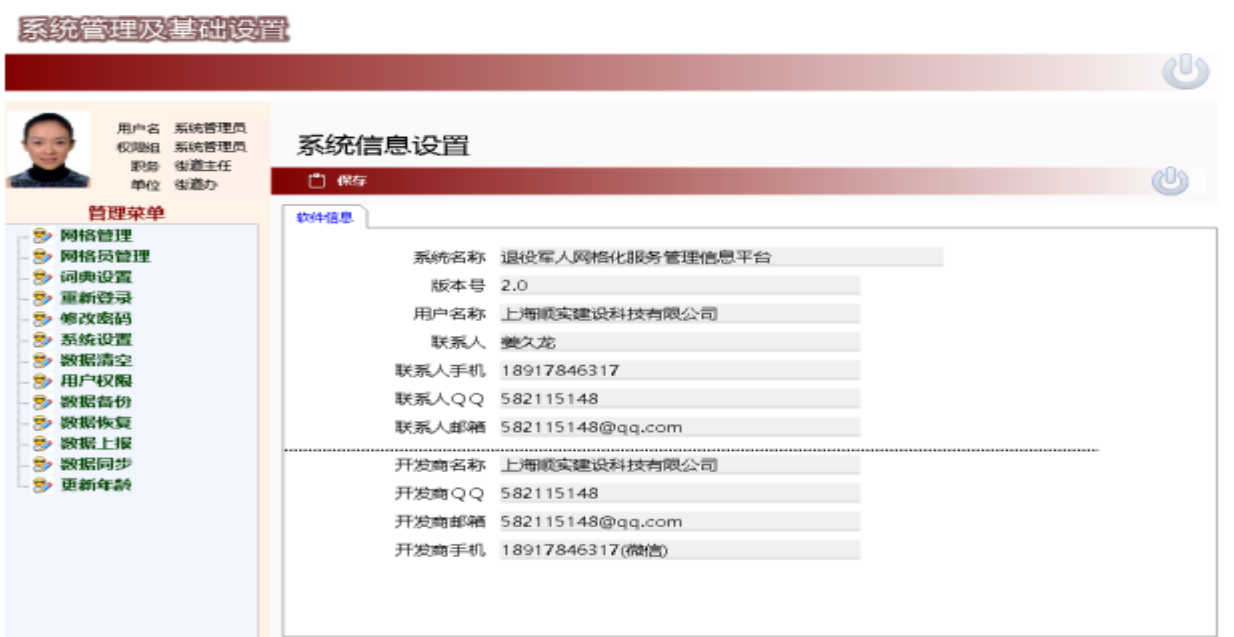 系统管理及基础设置
用户名 系统管理员
权限组 系统管理员
职务 街道主任
单位 街道办
管理菜单
网格管理
网格员管理
词典设置
重新登录
修改密码
系统设置
数据清空
用户权限
数据备份
数据恢复
数据上报
数据同步
更新年龄
系统信息设置
保存
软件信息
系统名称 退役军人网格化服务管理信息平台
版本号 2.0
用户名称 上海顺实建设科技有限公司
联系人 姜久龙
联系人手机 18917846317
联系人QQ 582115148
联系人邮箱 582115148@qq.com
开发商名称 上海顺实建设科技有限公司
开发商QQ 582115148
开发商邮箱 582115148@qq.com
开发商手机 18917846317(微信)